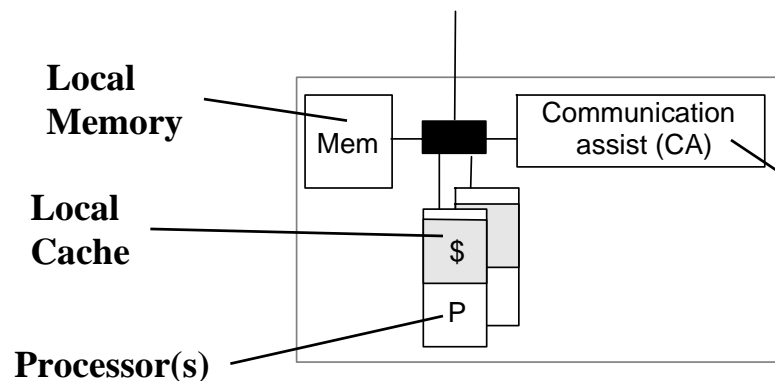 Local
Memory
Mem
Communication
assist (CA)
Local
Cache
$
P
Processor(s)